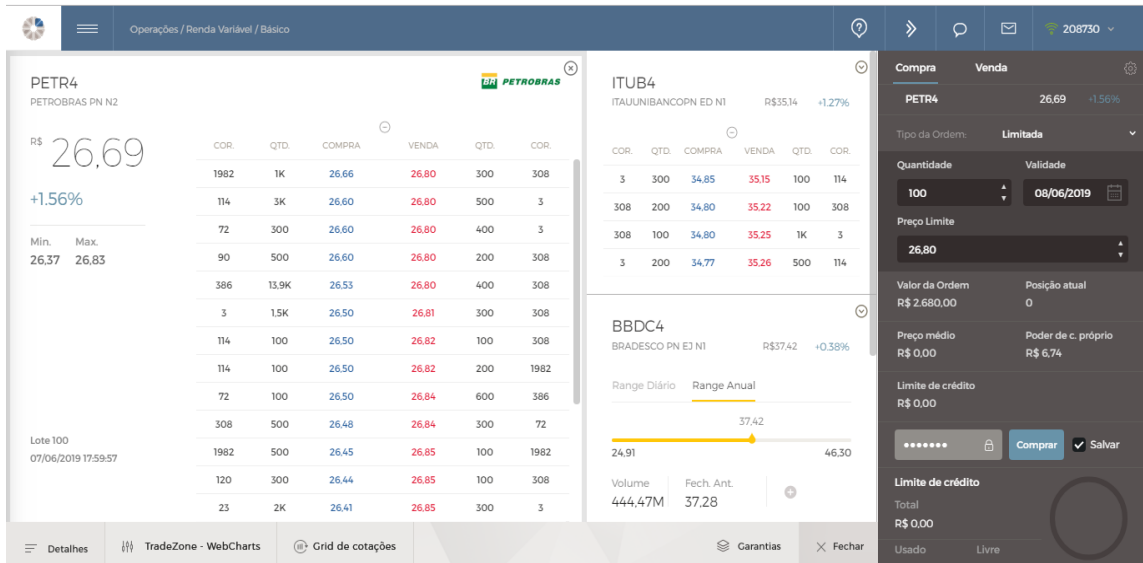 Operações / Renda Variável / Básico
208730
PETR4
PETROBRAS PN N2
BR PETROBRAS
R$ 26,69
+1.56%
Min. Max.
26,37 26,83
Lote 100
07/06/2019 17:59:57
COR. QTD. COMPRA VENDA QTD. COR.
1982 1K 26,66 26,80 300 308
114 3K 26,60 26,80 500 3
72 300 26,60 26,80 400 3
90 500 26,60 26,80 200 308
386 13,9K 26,53 26,80 400 308
3 1,5K 26,50 26,81 300 308
114 100 26,50 26,82 100 308
114 100 26,50 26,82 200 1982
72 100 26,50 26,84 600 386
308 500 26,48 26,84 300 72
1982 500 26,45 26,85 100 1982
120 300 26,44 26,85 100 308
23 2K 26,41 26,85 300 3
ITUB4
ITAUUNIBANCOPN ED N1 R$35,14 +1.27%
COR. QTD. COMPRA VENDA QTD. COR.
3 300 34,85 35,15 100 114
308 200 34,80 35,22 100 308
308 100 34,80 35,25 1K 3
3 200 34,77 35,26 500 114
BBDC4
BRADESCO PN EJ N1 R$37,42 +0.38%
Range Diário Range Anual
37,42
24,91 46,30
Volume Fech. Ant.
444,47M 37,28
Compra Venda
PETR4 26,69 +1.56%
Tipo da Ordem: Limitada
Quantidade Validade
100 08/06/2019
Preço Limite
26,80
Valor da Ordem Posição atual
R$ 2.680,00 0
Preço médio Poder de c. próprio
R$ 0,00 R$ 6,74
Limite de crédito
R$ 0,00
Comprar Salvar
Limite de crédito
Total
R$ 0,00
Usado Livre
Detalhes TradeZone - WebCharts Grid de cotações Garantias Fechar